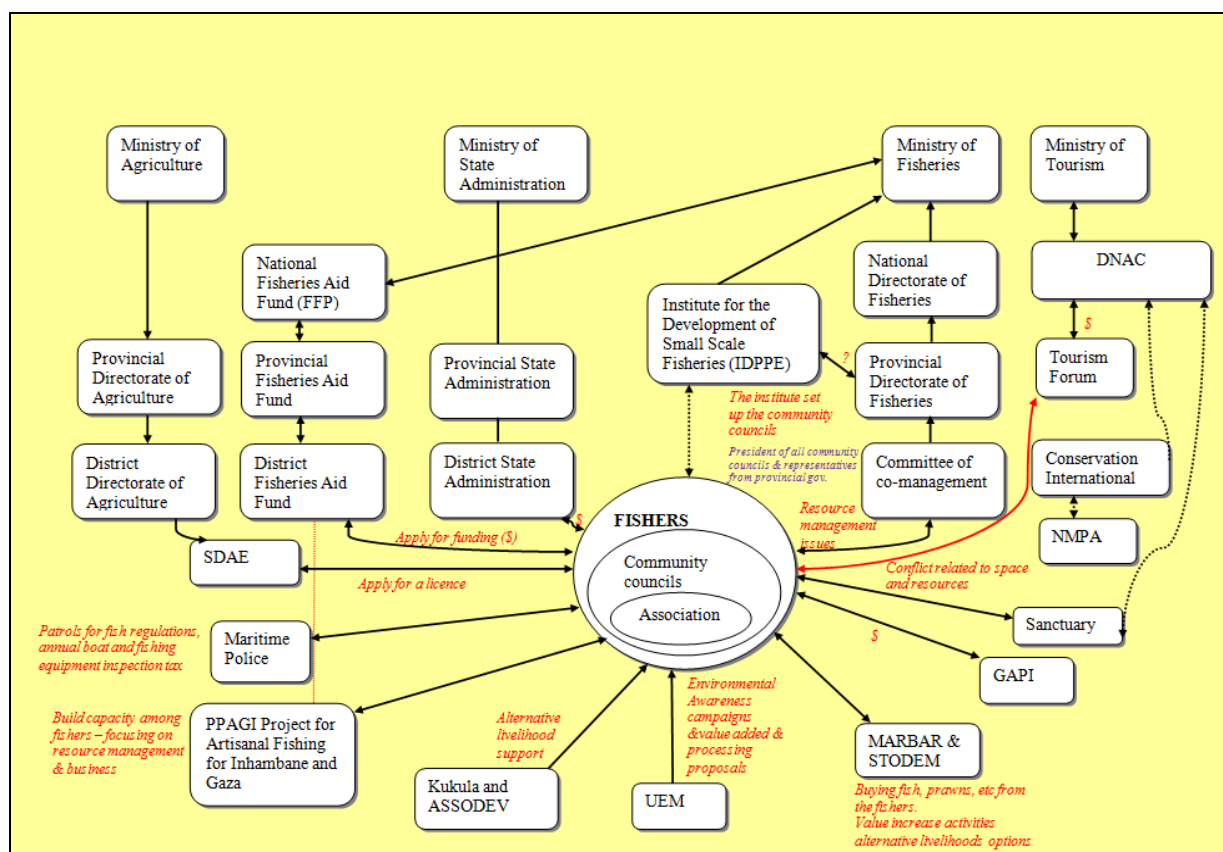 Ministry of
Agriculture
Ministry of
State
Administration
Ministry of
Fisheries
Ministry of
Tourism
National
Fisheries Aid
Fund (FFP)
National
Directorate of
Fisheries
DNAC
Institute for the
Development of
Small Scale
Fisheries (IDPPE)
$
Provincial
Directorate of
Agriculture
Provincial
Fisheries Aid
Fund
Provincial State
Administration
?
Provincial
Directorate of
Fisheries
Tourism
Forum
The institute set
up the community
councils
President of all community
councils & representatives
from provincial gov.
District
Directorate of
Agriculture
District
Fisheries Aid
Fund
District State
Administration
Committee of
co-management
Conservation
International
$
FISHERS
Resource
management
issues
NMPA
Apply for funding ($)
SDAE
Community
councils
Conflict related to space
and resources
Apply for a licence
Association
Patrols for fish regulations,
annual boat and fishing
equipment inspection tax
Maritime
Police
Sanctuary
$
GAPI
Build capacity among
fishers – focusing on
resource management
& business
PPAGI Project for
Artisanal Fishing
for Inhambane and
Gaza
Alternative
livelihood
support
Environmental
Awareness
campaigns
&value added &
processing
proposals
Kukula and
ASSODEV
UEM
MARBAR &
STODEM
Buying fish, prawns, etc from
the fishers.
Value increase activities
alternative livelihoods options